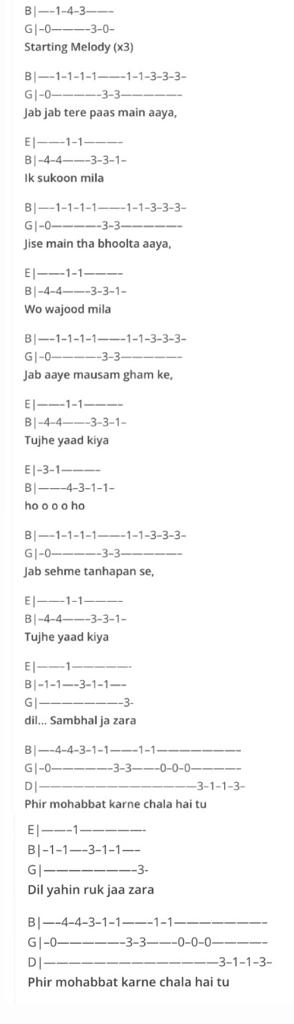 B|—–1–4–3——–
G|–0———–3–0–
Starting Melody (x3)
B|—–1–1–1–1——–1–1–3–3–3–
G|–0—————–3–3——————–
Jab jab tere paas main aaya,
E|——–1–1———–
B|–4–4——–3–3–1–
Ik sukoon mila
B|—–1–1–1–1——–1–1–3–3–3–
G|–0—————–3–3——————–
Jise main tha bhoolta aaya,
E|——–1–1———–
B|–4–4——–3–3–1–
Wo wajood mila
B|—–1–1–1–1——–1–1–3–3–3–
G|–0—————–3–3——————–
Jab aaye mausam gham ke,
E|——–1–1———–
B|–4–4——–3–3–1–
Tujhe yaad kiya
E|–3–1———–
B|——–4–3–1–1–
ho o o o ho
B|—–1–1–1–1——–1–1–3–3–3–
G|–0—————–3–3——————–
Jab sehme tanhapan se,
E|——–1–1———–
B|–4–4——–3–3–1–
Tujhe yaad kiya
E|——–1——————-
B|–1–1—–3–1–1—–
G|————————–3-
dil... Sambhal ja zara
B|—–4–4–3–1–1——–1–1————————–
G|–0—————–3–3——–0–0–0—————–
D|————————————————3–1–1–3–
Phir mohabbat karne chala hai tu
E|——–1——————-
B|–1–1—–3–1–1—–
G|————————–3-
Dil yahin ruk jaa zara
B|—–4–4–3–1–1——–1–1————————–
G|–0—————–3–3——–0–0–0—————–
D|————————————————3–1–1–3–
Phir mohabbat karne chala hai tu